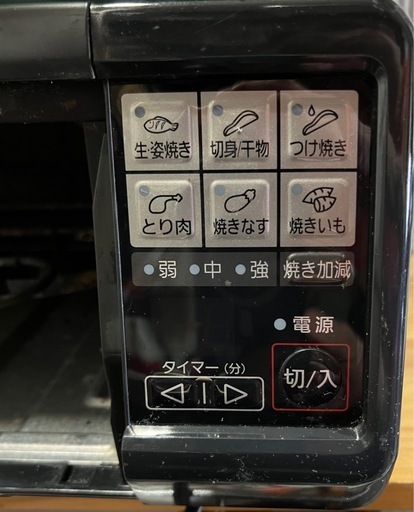 生・姿焼き 切身/干物 つけ焼き
とり肉 焼きなす 焼きいも
弱 中 強 焼き加減
電源
タイマー(分)
切/入